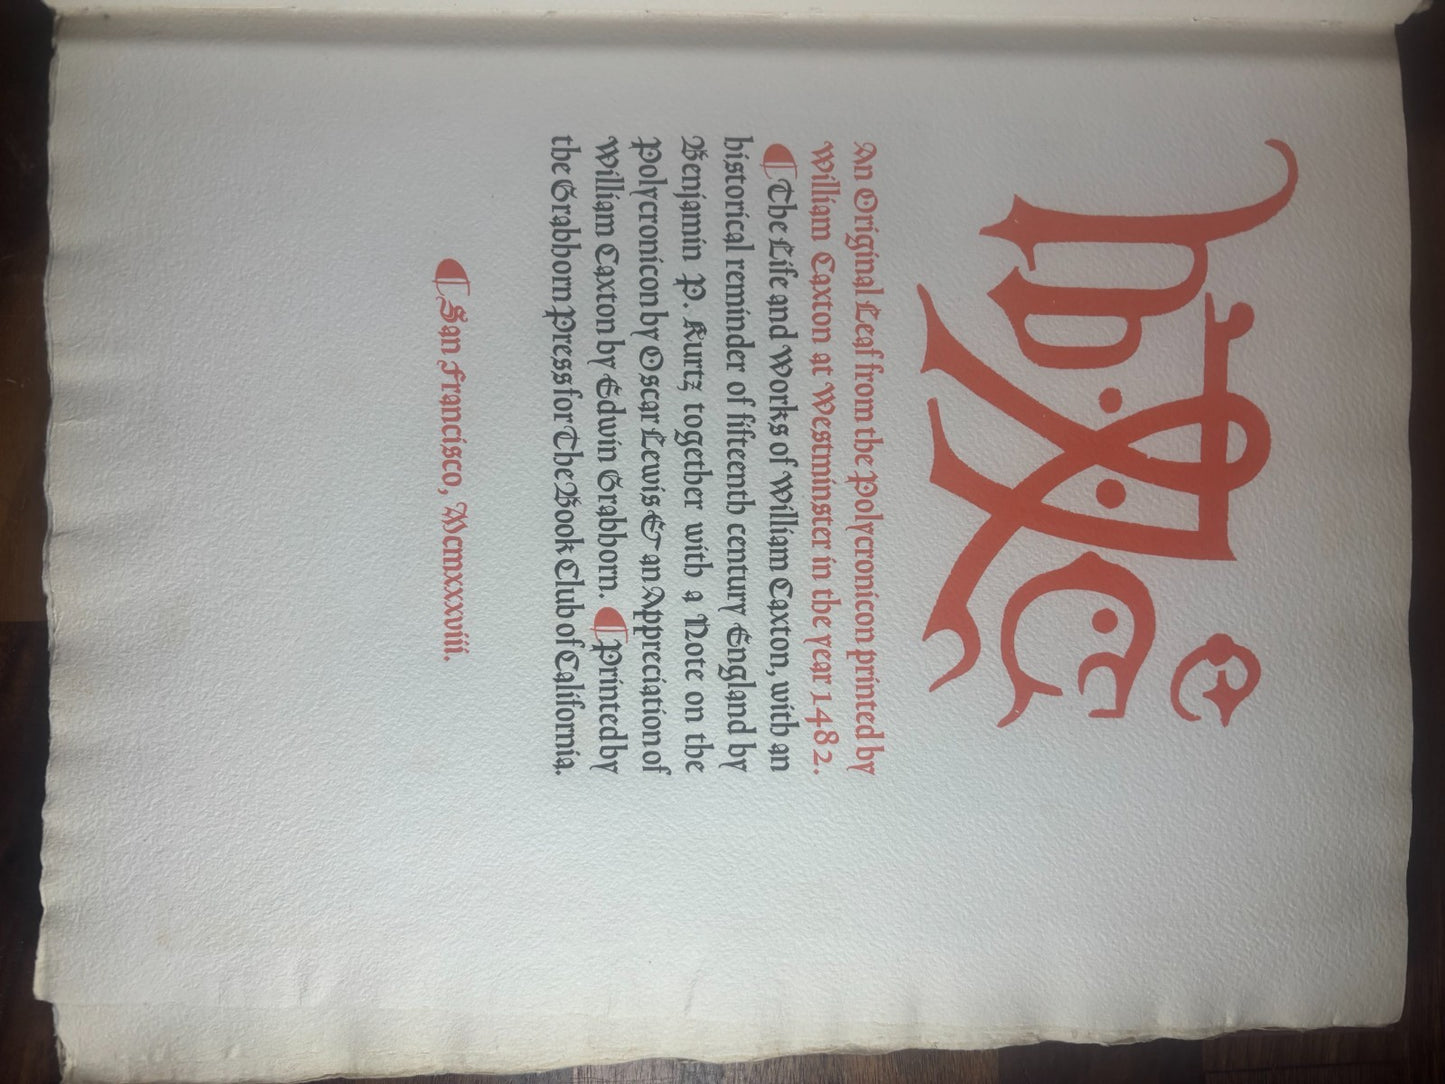 An Original Leaf from the Polycronicon printed by
William Caxton at Westminster in the year 1482.
¶ The Life and Works of William Caxton, with an
historical reminder of fifteenth century England by
Benjamin P. Kurtz together with a Note on the
Polycronicon by Oscar Lewis & an Appreciation of
William Caxton by Edwin Grabhorn. ¶ Printed by
the Grabhorn Press for The Book Club of California.
¶ San Francisco, Mcmxxxviii.